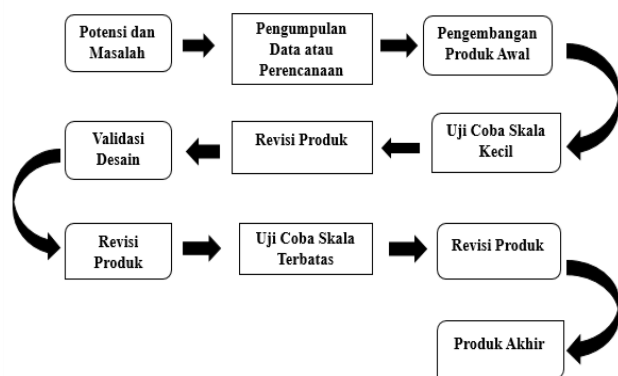 Potensi dan
Masalah
Pengumpulan
Data atau
Perencanaan
Pengembangan
Produk Awal
Uji Coba Skala
Kecil
Revisi Produk
Validasi
Desain
Revisi
Produk
Uji Coba Skala
Terbatas
Revisi Produk
Produk Akhir